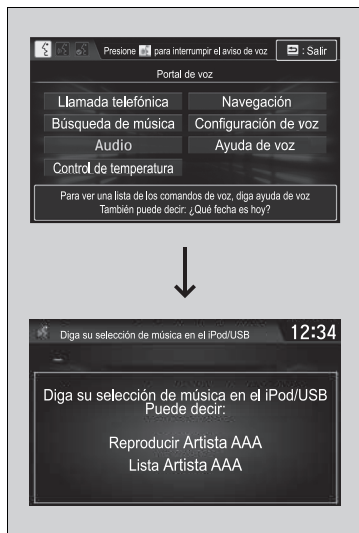 Presione para interrumpir el aviso de voz
: Salir
Portal de voz
Llamada telefónica
Navegación
Búsqueda de música
Configuración de voz
Audio
Ayuda de voz
Control de temperatura
Para ver una lista de los comandos de voz, diga ayuda de voz
También puede decir: ¿Qué fecha es hoy?
Diga su selección de música en el iPod/USB
12:34
Diga su selección de música en el iPod/USB
Puede decir:
Reproducir Artista AAA
Lista Artista AAA